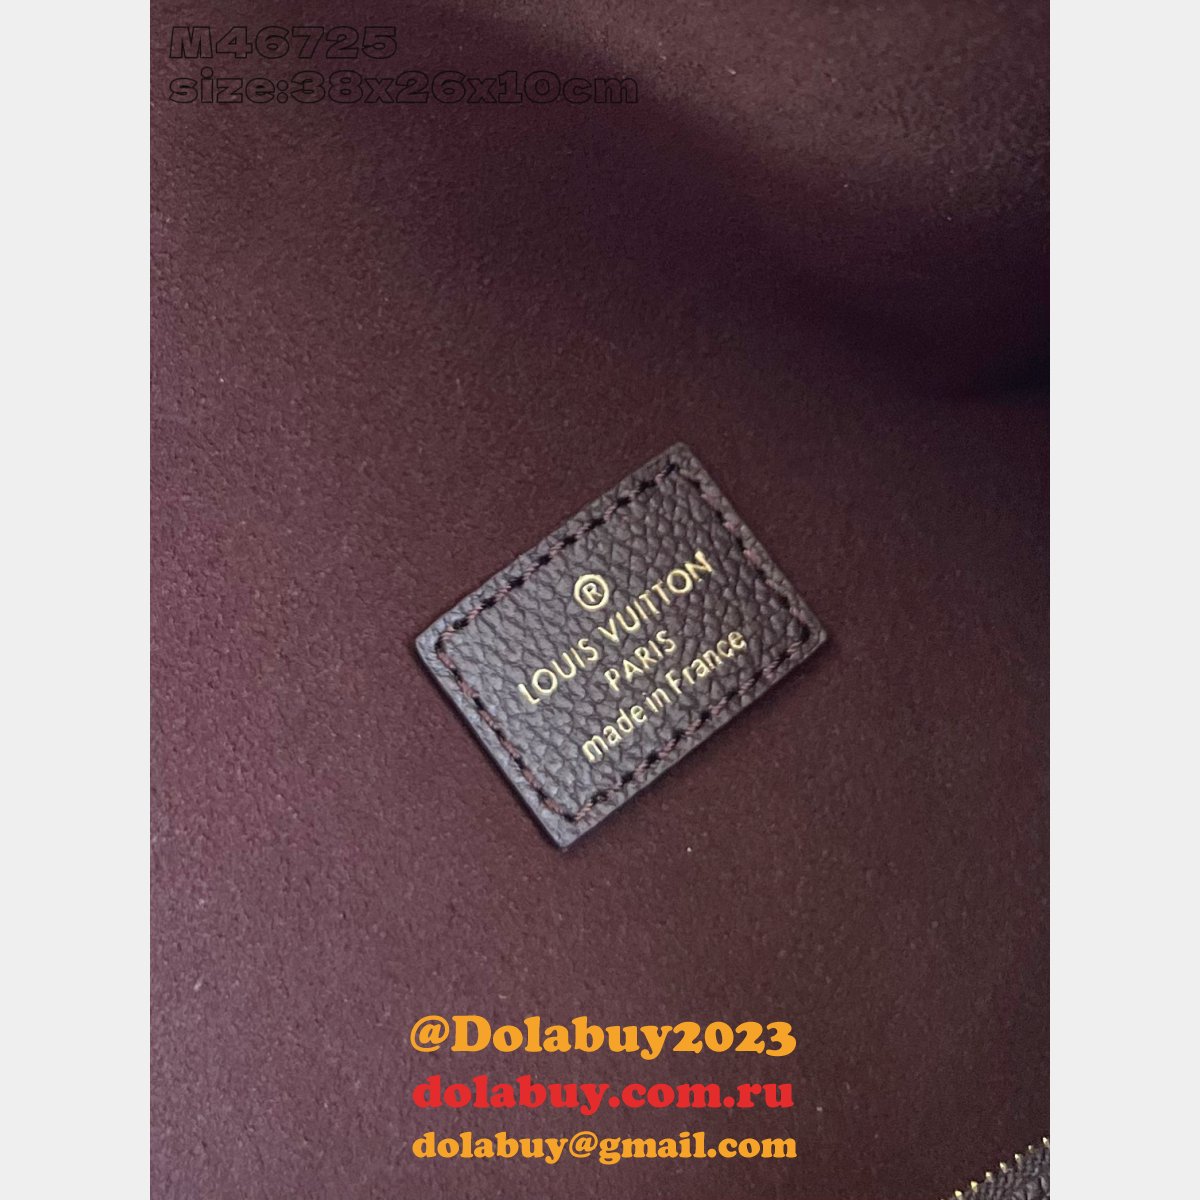 M46725
size:38x26x10cm
®
LOUIS VUITTON
PARIS
made in France
@Dolabuy2023
dolabuy.com.ru
dolabuy@gmail.com